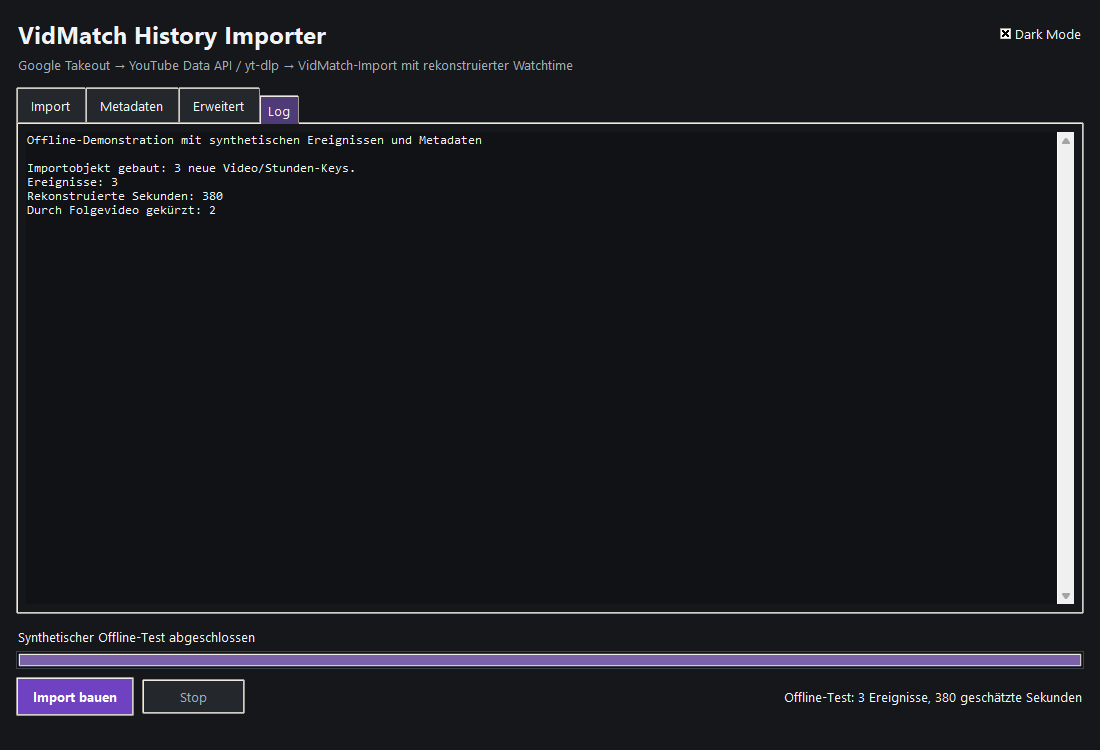 VidMatch History Importer
Dark Mode
Google Takeout → YouTube Data API / yt-dlp → VidMatch-Import mit rekonstruierter Watchtime
Import Metadaten Erweitert Log
Offline-Demonstration mit synthetischen Ereignissen und Metadaten
Importobjekt gebaut: 3 neue Video/Stunden-Keys.
Ereignisse: 3
Rekonstruierte Sekunden: 380
Durch Folgevideo gekürzt: 2
Synthetischer Offline-Test abgeschlossen
Import bauen Stop Offline-Test: 3 Ereignisse, 380 geschätzte Sekunden